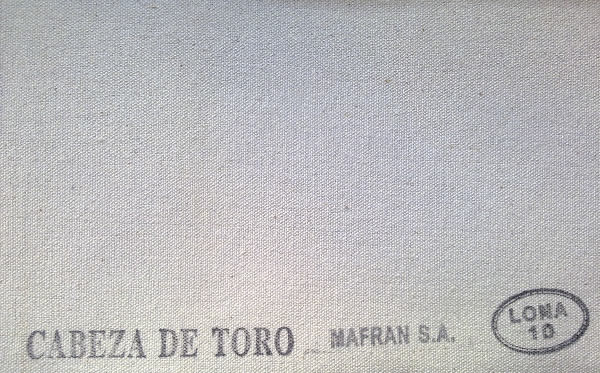 CABEZA DE TORO MAFRAN S.A.
LONA
10